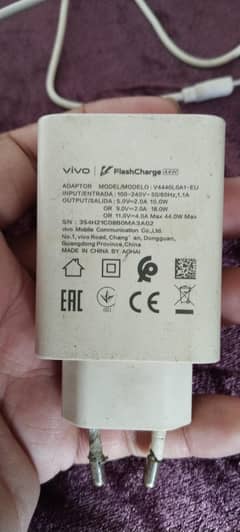 vivo | FlashCharge 44W
ADAPTOR MODEL/MODELO: V4440L0A1-EU
INPUT/ENTRADA: 100-240V~50/60Hz,1.1A
OUTPUT/SALIDA: 5.0V⎓2.0A 10.0W
OR 9.0V⎓2.0A 18.0W
OR 11.0V⎓4.0A Max 44.0W Max
vivo Mobile Communication Co.,Ltd.
No.1, vivo Road, Chang' an, Dongguan,
Guangdong Province,China
MADE IN CHINA BY AOHAI
EAC CE